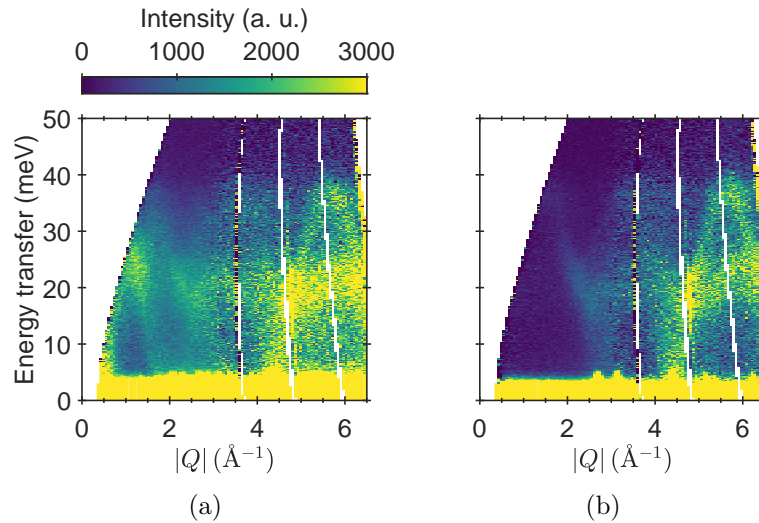 Intensity (a. u.)
0 1000 2000 3000
Energy transfer (meV)
50
40
30
20
10
0
0 2 4 6
|Q| (Å⁻¹)
(a)
0 2 4 6
|Q| (Å⁻¹)
(b)